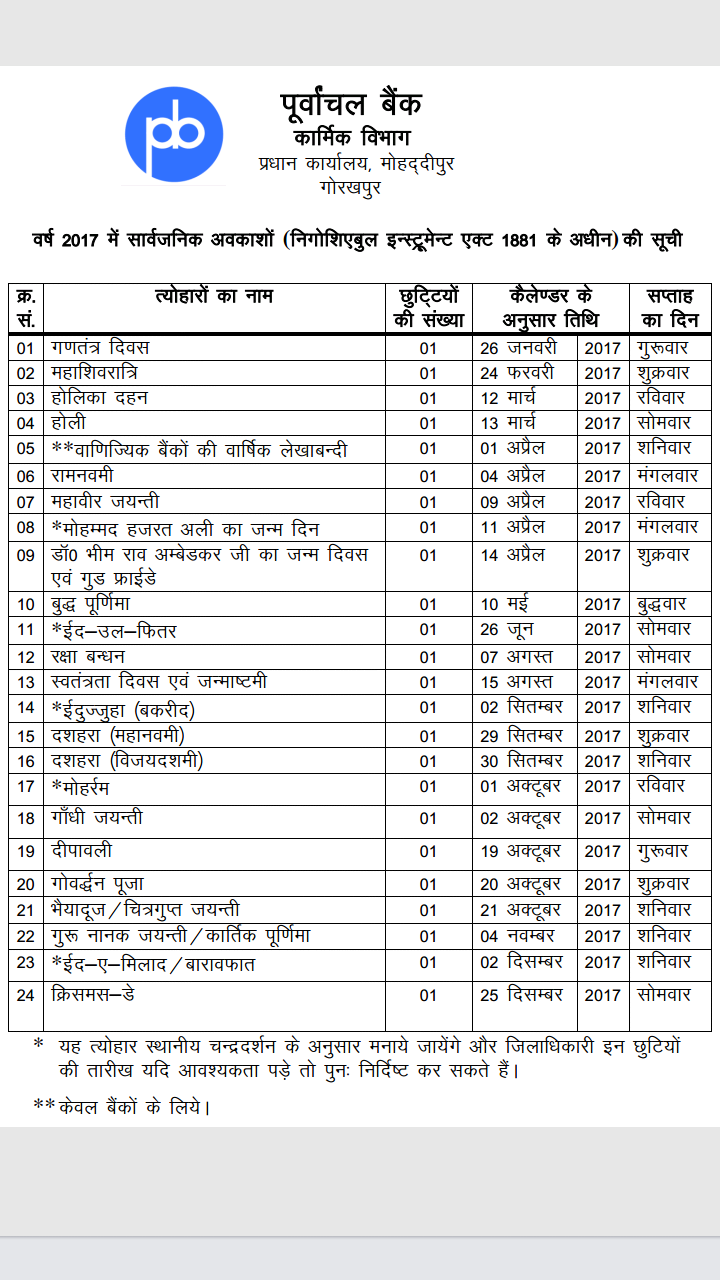 pb
पूर्वांचल बैंक
कार्मिक विभाग
प्रधान कार्यालय, मोहद्दीपुर
गोरखपुर
वर्ष 2017 में सार्वजनिक अवकाशों (निगोशिएबुल इन्स्ट्रूमेन्ट एक्ट 1881 के अधीन) की सूची
क्र. सं. त्योहारों का नाम छुट्टियों की संख्या कैलेण्डर के अनुसार तिथि सप्ताह का दिन
01 गणतंत्र दिवस 01 26 जनवरी 2017 गुरूवार
02 महाशिवरात्रि 01 24 फरवरी 2017 शुक्रवार
03 होलिका दहन 01 12 मार्च 2017 रविवार
04 होली 01 13 मार्च 2017 सोमवार
05 **वाणिज्यिक बैंकों की वार्षिक लेखाबन्दी 01 01 अप्रैल 2017 शनिवार
06 रामनवमी 01 04 अप्रैल 2017 मंगलवार
07 महावीर जयन्ती 01 09 अप्रैल 2017 रविवार
08 *मोहम्मद हजरत अली का जन्म दिन 01 11 अप्रैल 2017 मंगलवार
09 डॉ0 भीम राव अम्बेडकर जी का जन्म दिवस 01 14 अप्रैल 2017 शुक्रवार
एवं गुड फ्राईडे
10 बुद्ध पूर्णिमा 01 10 मई 2017 बुद्धवार
11 *ईद–उल–फितर 01 26 जून 2017 सोमवार
12 रक्षा बन्धन 01 07 अगस्त 2017 सोमवार
13 स्वतंत्रता दिवस एवं जन्माष्टमी 01 15 अगस्त 2017 मंगलवार
14 *ईदुज्जुहा (बकरीद) 01 02 सितम्बर 2017 शनिवार
15 दशहरा (महानवमी) 01 29 सितम्बर 2017 शुक्रवार
16 दशहरा (विजयदशमी) 01 30 सितम्बर 2017 शनिवार
17 *मोहर्रम 01 01 अक्टूबर 2017 रविवार
18 गाँधी जयन्ती 01 02 अक्टूबर 2017 सोमवार
19 दीपावली 01 19 अक्टूबर 2017 गुरूवार
20 गोवर्द्धन पूजा 01 20 अक्टूबर 2017 शुक्रवार
21 भैयादूज/चित्रगुप्त जयन्ती 01 21 अक्टूबर 2017 शनिवार
22 गुरू नानक जयन्ती/कार्तिक पूर्णिमा 01 04 नवम्बर 2017 शनिवार
23 *ईद–ए–मिलाद/बारावफात 01 02 दिसम्बर 2017 शनिवार
24 क्रिसमस–डे 01 25 दिसम्बर 2017 सोमवार
* यह त्योहार स्थानीय चन्द्रदर्शन के अनुसार मनाये जायेंगे और जिलाधिकारी इन छुटियों
की तारीख यदि आवश्यकता पड़े तो पुनः निर्दिष्ट कर सकते हैं।
**केवल बैंकों के लिये।